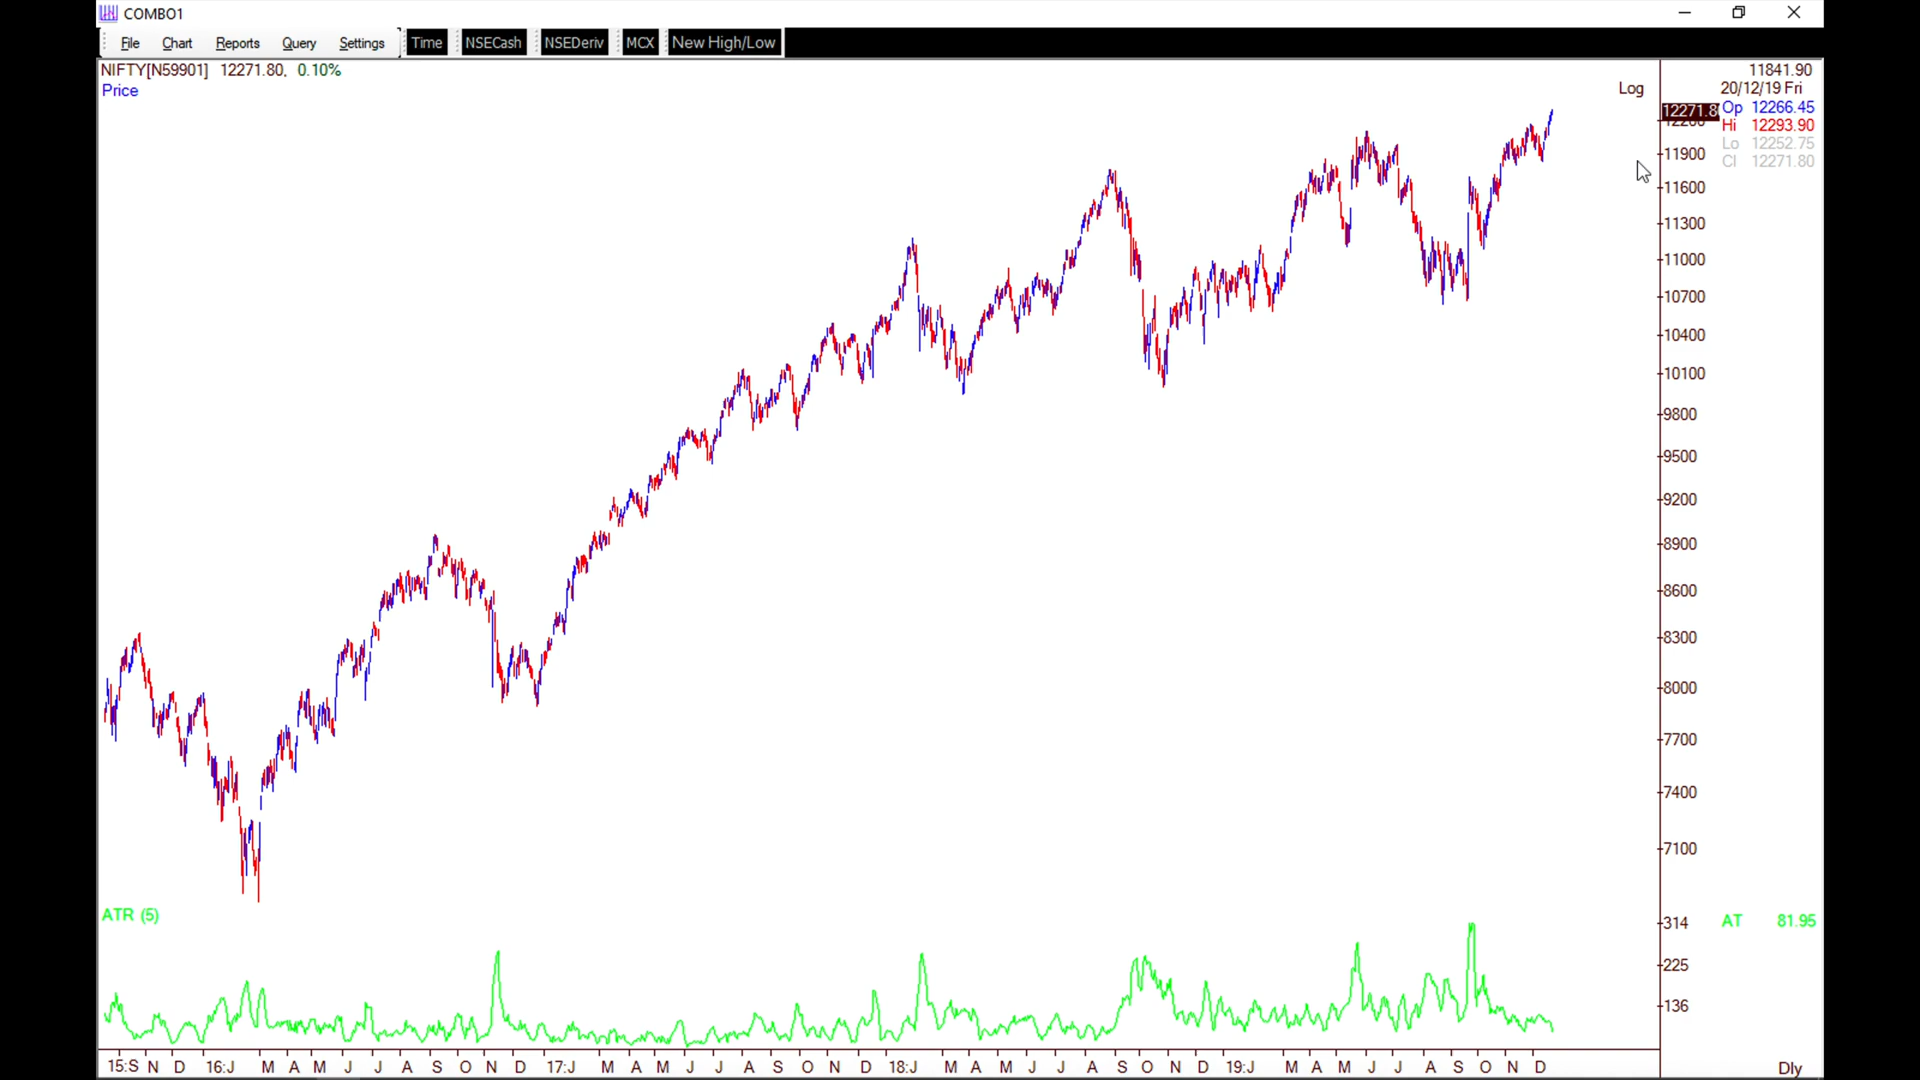 COMBO1
File Chart Reports Query Settings Time NSECash NSEDeriv MCX New High/Low
NIFTY[N59901] 12271.80, 0.10%
Price
Log
11841.90
20/12/19 Fri
Op 12266.45
Hi 12293.90
Lo 12252.75
Cl 12271.80
11900
11600
11300
11000
10700
10400
10100
9800
9500
9200
8900
8600
8300
8000
7700
7400
7100
ATR (5)
314
225
136
AT 81.95
15:S N D 16:J M A M J J A S O N D 17:J M A M J J A S O N D 18:J M A M J J A S O N D 19:J M A M J J A S O N D
Dly